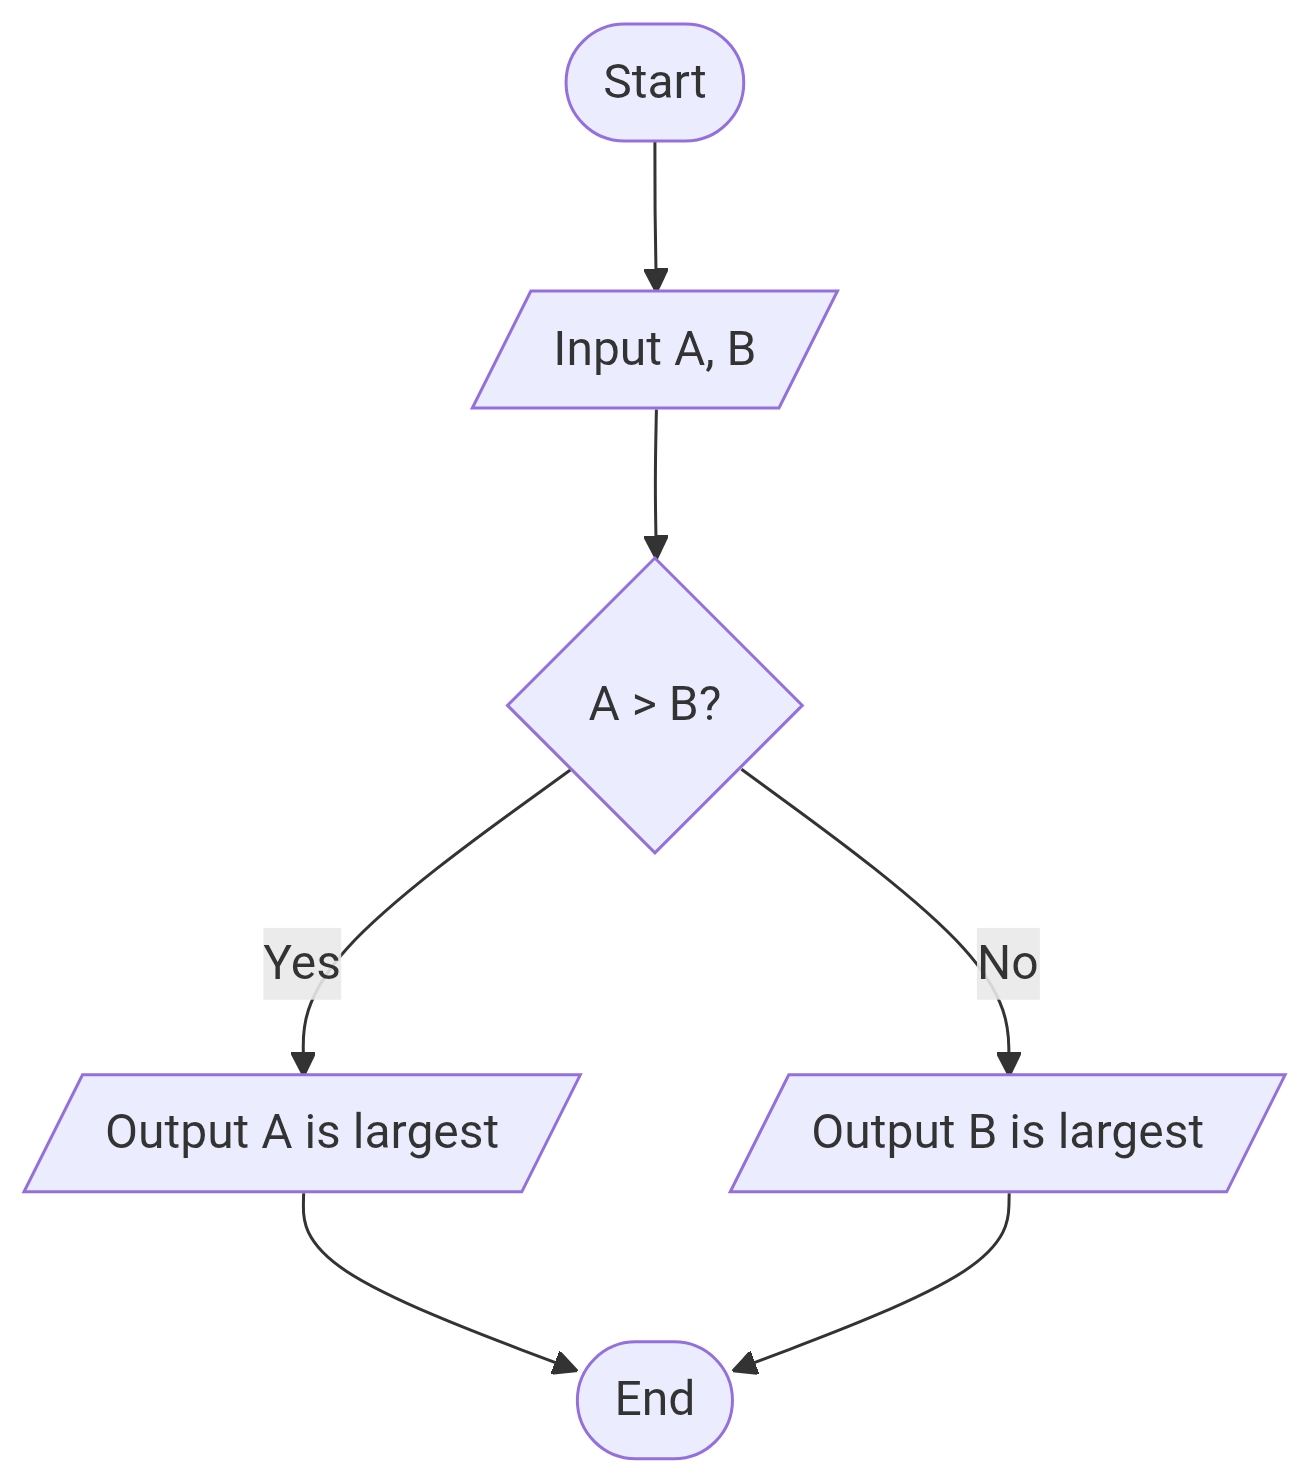 Start
Input A, B
A > B?
Yes
No
Output A is largest
Output B is largest
End